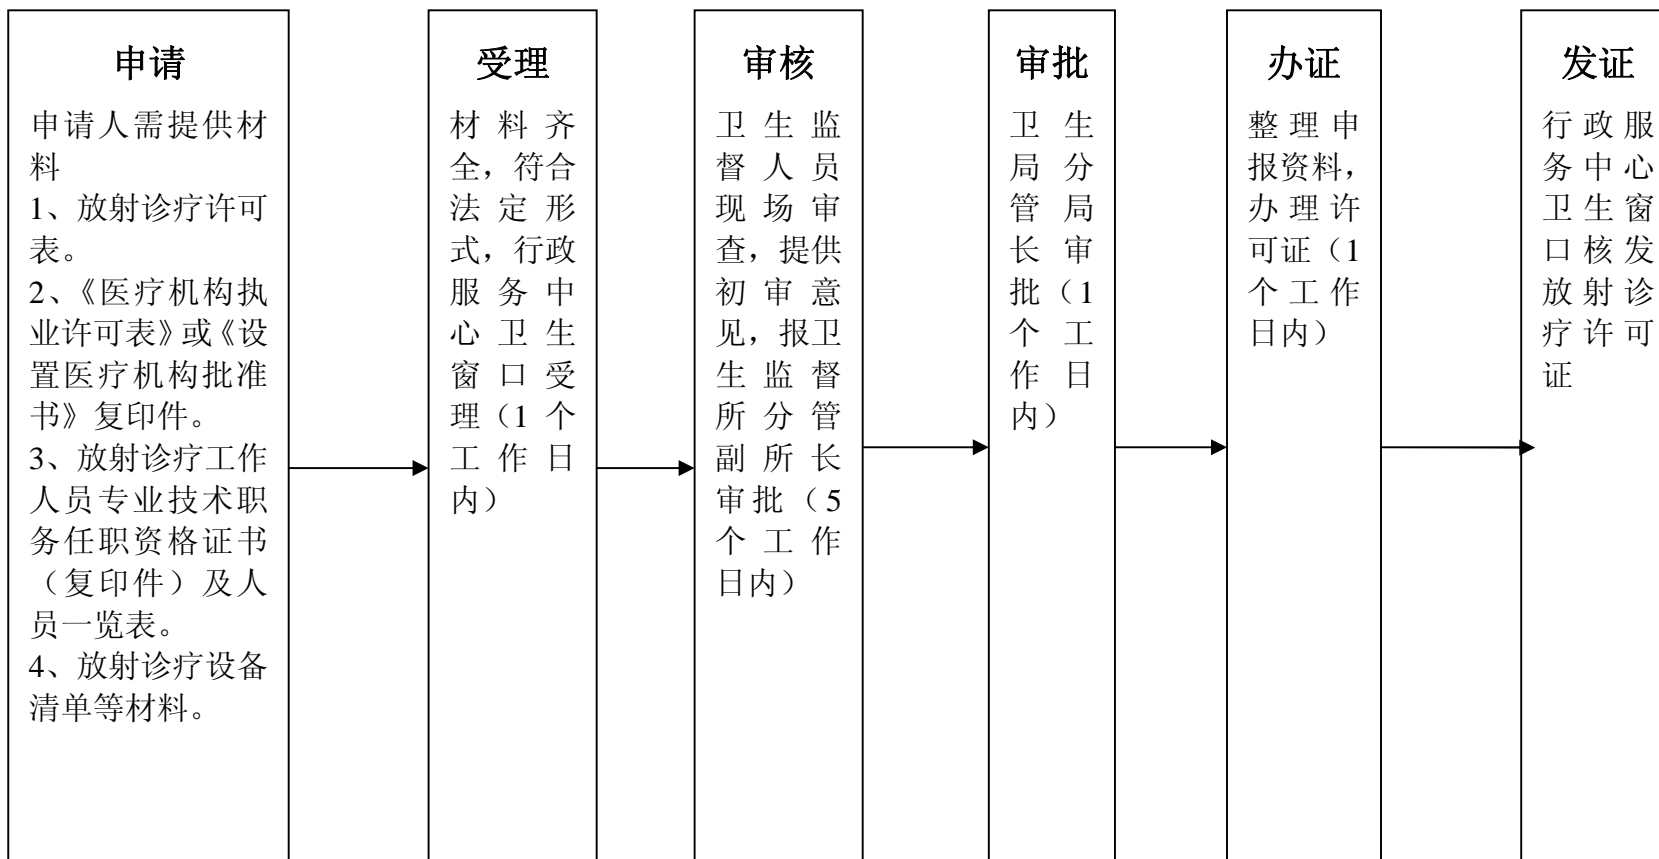 申请
申请人需提供材
料
1、放射诊疗许可
表。
2、《医疗机构执
业许可表》或《设
置医疗机构批准
书》复印件。
3、放射诊疗工作
人员专业技术职
务任职资格证书
（复印件）及人
员一览表。
4、放射诊疗设备
清单等材料。
受理
材料齐
全，符合
法定形
式，行政
服务中
心卫生
窗口受
理（1个
工作日
内）
审核
卫生监
督人员
现场审
查，提供
初审意
见，报卫
生监督
所分管
副所长
审批（5
个工作
日内）
审批
卫生
局分
管局
长审
批（1
个工
作日
内）
办证
整理申
报资料，
办理许
可证（1
个工作
日内）
发证
行政服
务中心
卫生窗
口核发
放射诊
疗许可
证